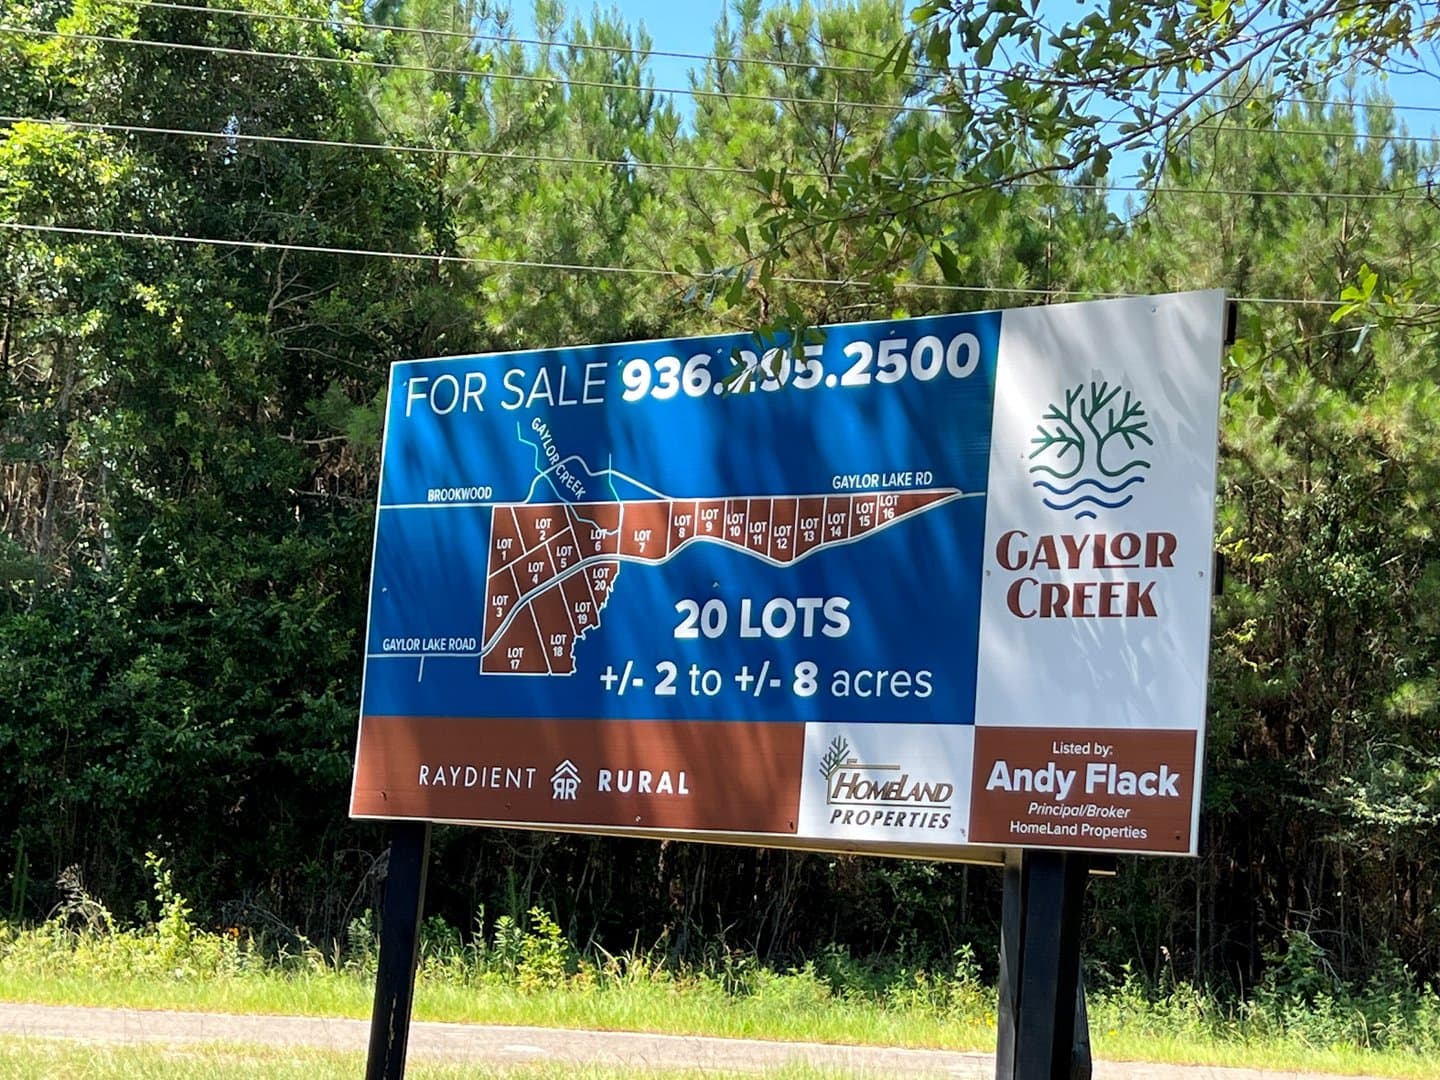 FOR SALE 936.295.2500
GAYLOR CREEK
BROOKWOOD
GAYLOR LAKE RD
LOT 1
LOT 2
LOT 3
LOT 4
LOT 5
LOT 6
LOT 7
LOT 8
LOT 9
LOT 10
LOT 11
LOT 12
LOT 13
LOT 14
LOT 15
LOT 16
LOT 17
LOT 18
LOT 19
LOT 20
GAYLOR LAKE ROAD
20 LOTS
+/- 2 to +/- 8 acres
GAYLOR
CREEK
RAYDIENT RR RURAL
HOMELAND
PROPERTIES
Listed by:
Andy Flack
Principal/Broker
HomeLand Properties